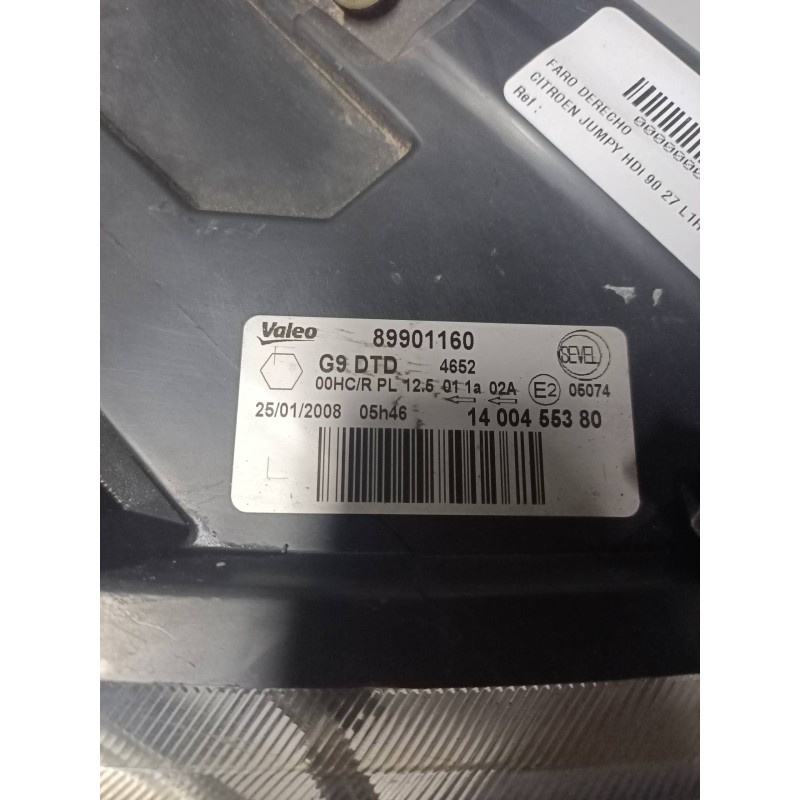 FARO DERECHO
CITROEN JUMPY HDI 90 27 L1H
Ref :
Valeo 89901160
G9 DTD 4652
SEVEL
00HC/R PL 12.5 01 1a 02A E2 05074
25/01/2008 05h46 14 004 553 80